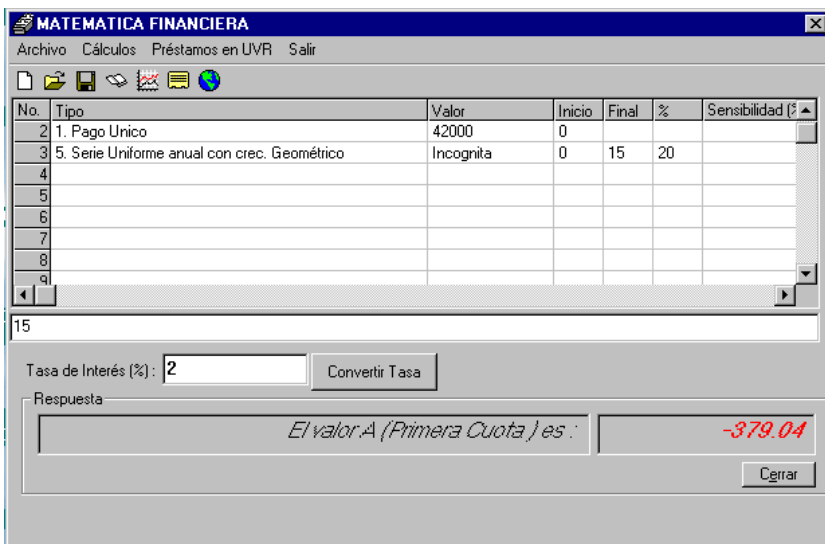 MATEMATICA FINANCIERA
Archivo Cálculos Préstamos en UVR Salir
No. Tipo Valor Inicio Final % Sensibilidad (%
2 1. Pago Unico 42000 0
3 5. Serie Uniforme anual con crec. Geométrico Incognita 0 15 20
4
5
6
7
8
9
15
Tasa de Interés (%) : 2 Convertir Tasa
Respuesta
El valor A (Primera Cuota ) es : -379.04
Cerrar